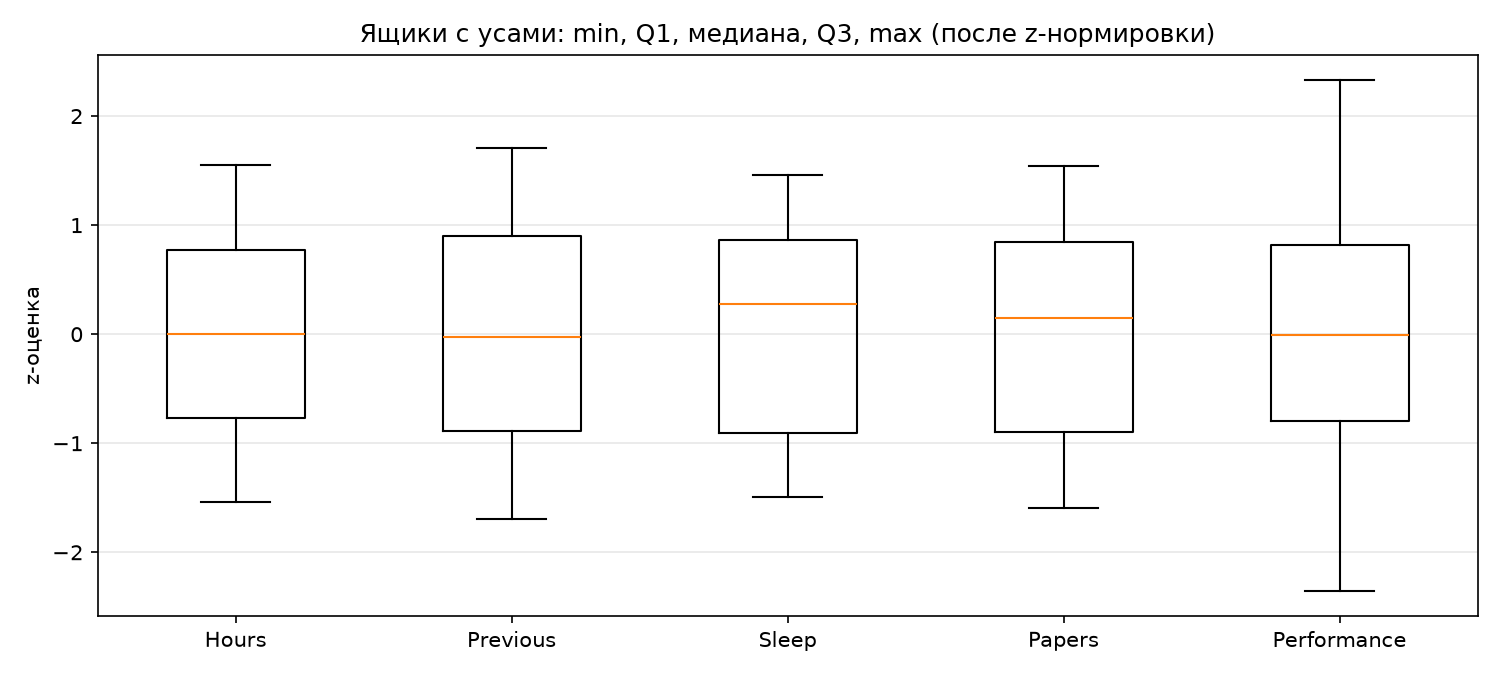 Ящики с усами: min, Q1, медиана, Q3, max (после z-нормировки)
z-оценка
2
1
0
−1
−2
Hours Previous Sleep Papers Performance